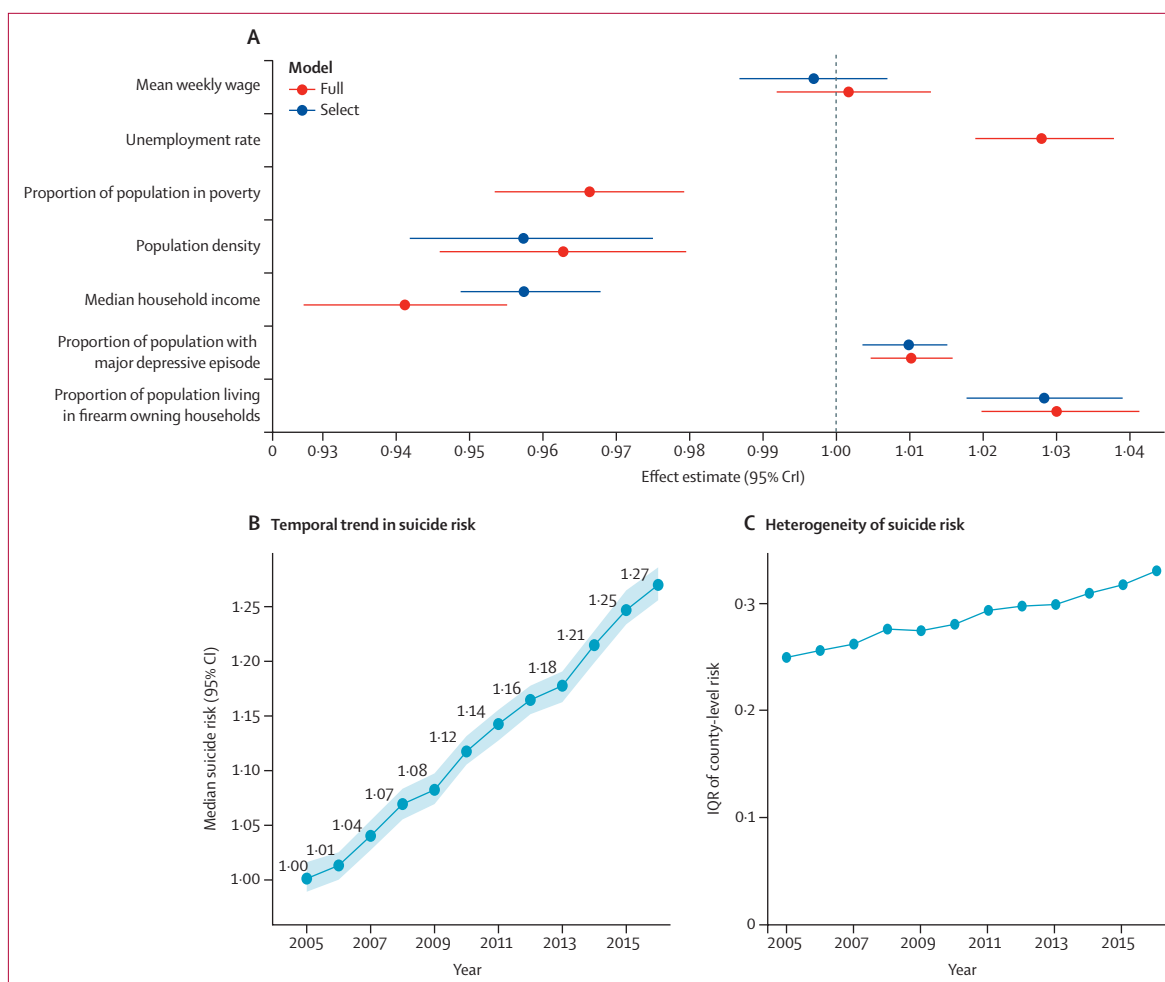 A
Model
Full
Select
Mean weekly wage
Unemployment rate
Proportion of population in poverty
Population density
Median household income
Proportion of population with
major depressive episode
Proportion of population living
in firearm owning households
0 0·93 0·94 0·95 0·96 0·97 0·98 0·99 1·00 1·01 1·02 1·03 1·04
Effect estimate (95% CrI)
B Temporal trend in suicide risk
Median suicide risk (95% CI)
1·25
1·20
1·15
1·10
1·05
1·00
1·00
1·01
1·04
1·07
1·08
1·12
1·14
1·16
1·18
1·21
1·25
1·27
2005 2007 2009 2011 2013 2015
Year
C Heterogeneity of suicide risk
IQR of county-level risk
0·3
0·2
0·1
0
2005 2007 2009 2011 2013 2015
Year